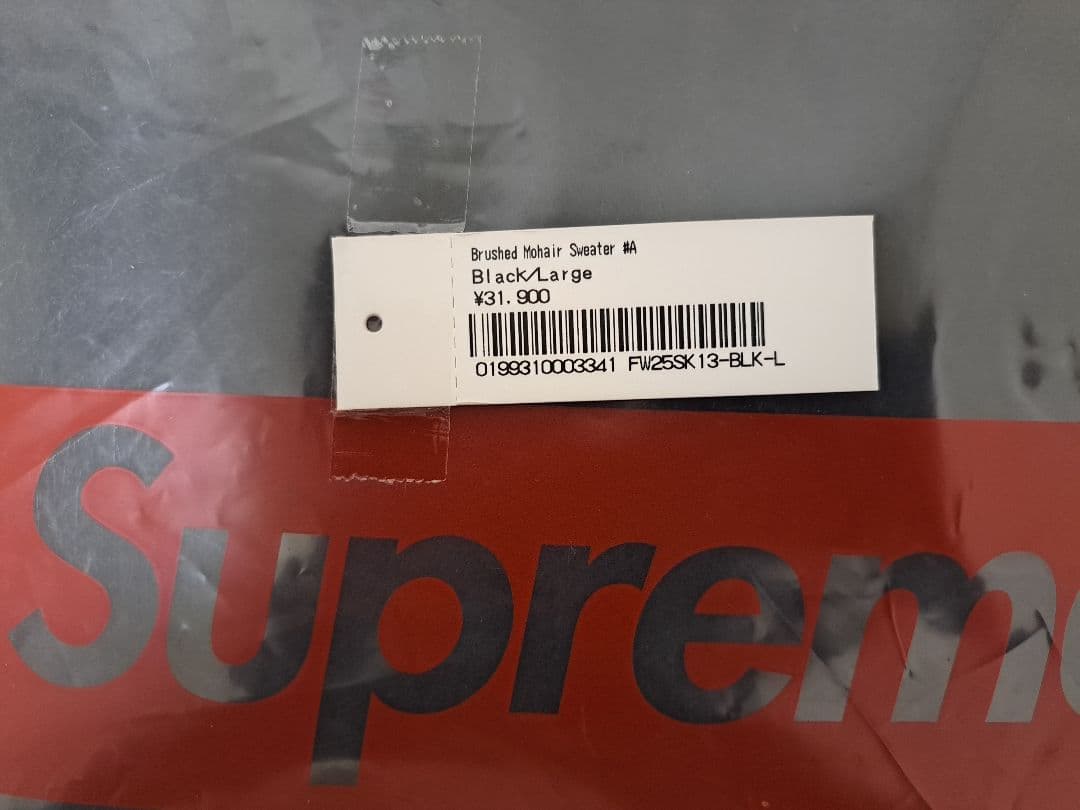 Brushed Mohair Sweater #A
Black/Large
¥31.900
0199310003341 FW25SK13-BLK-L
Supreme